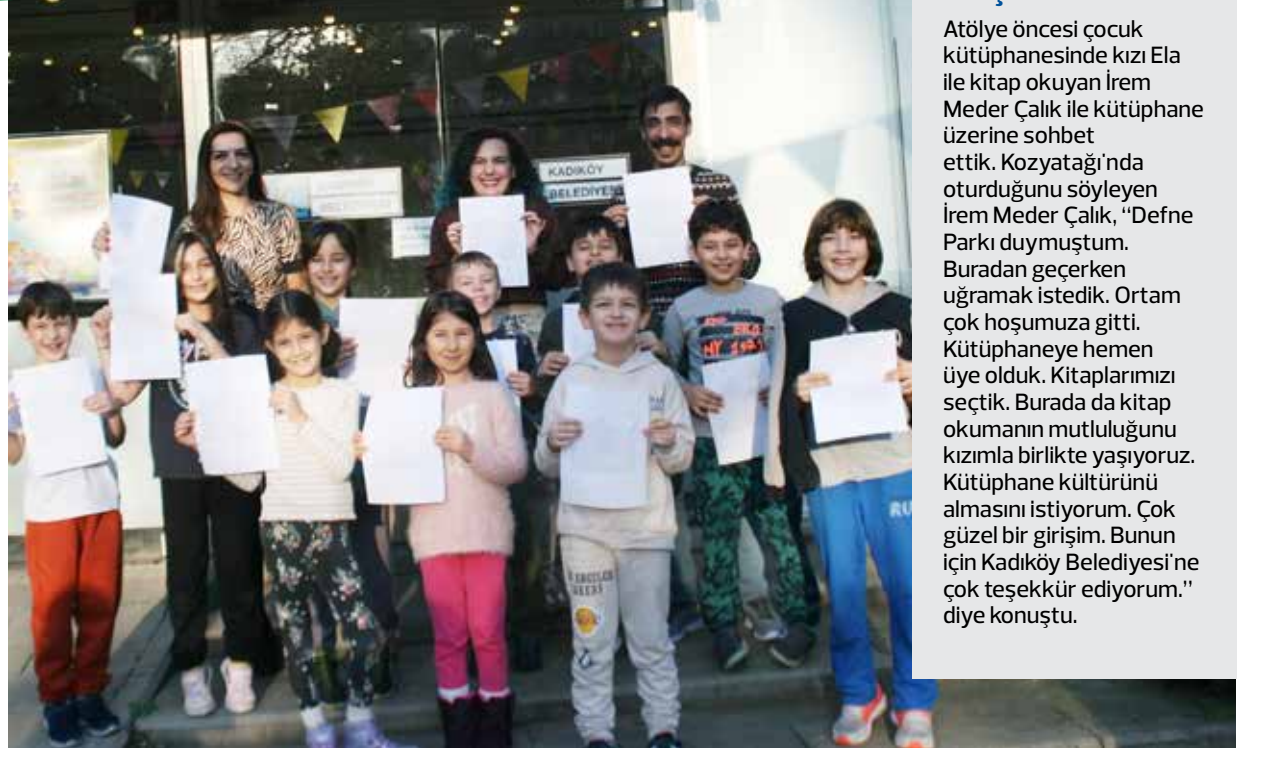 KADIKÖY
BELEDİYESİ
NY 1981
RU
Atölye öncesi çocuk
kütüphanesinde kızı Ela
ile kitap okuyan İrem
Meder Çalık ile kütüphane
üzerine sohbet
ettik. Kozyatağı'nda
oturduğunu söyleyen
İrem Meder Çalık, “Defne
Parkı duymuştum.
Buradan geçerken
uğramak istedik. Ortam
çok hoşumuza gitti.
Kütüphaneye hemen
üye olduk. Kitaplarımızı
seçtik. Burada da kitap
okumanın mutluluğunu
kızımla birlikte yaşıyoruz.
Kütüphane kültürünü
almasını istiyorum. Çok
güzel bir girişim. Bunun
için Kadıköy Belediyesi'ne
çok teşekkür ediyorum.”
diye konuştu.